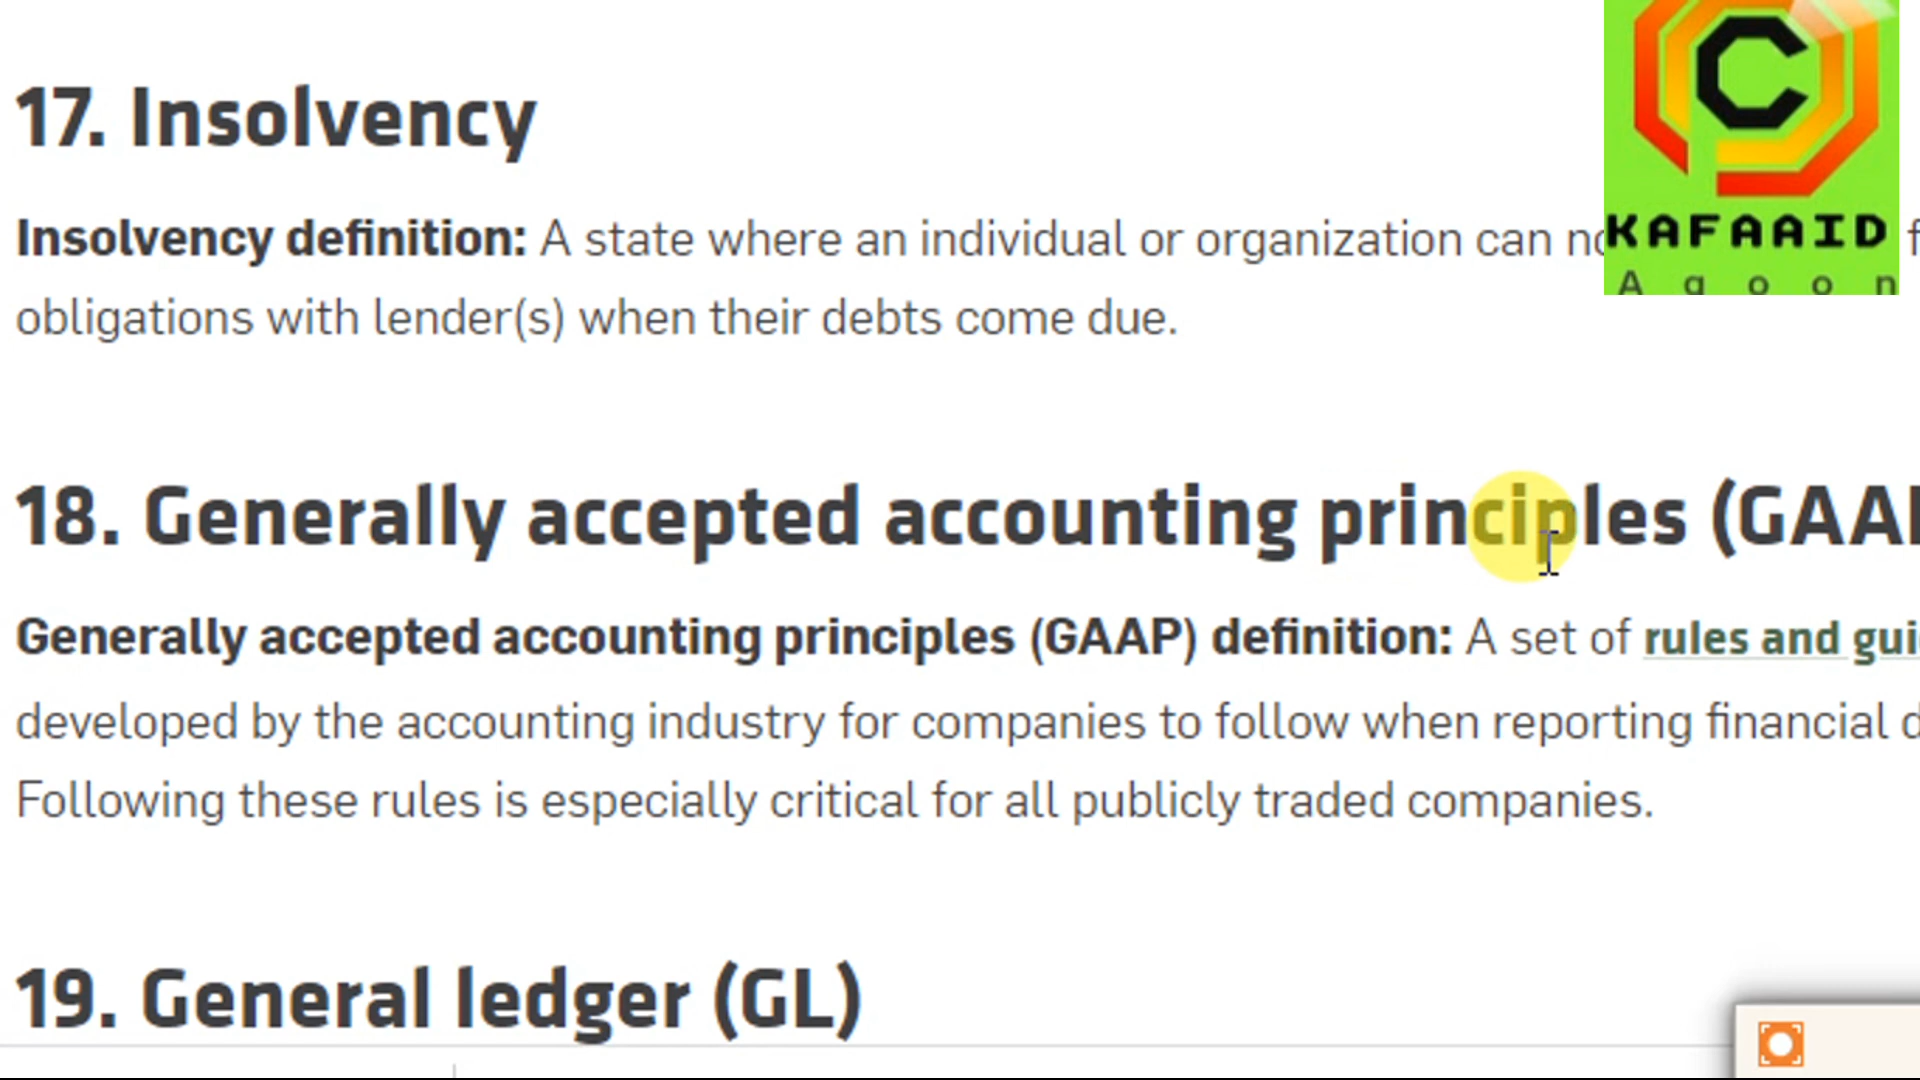 17. Insolvency
Insolvency definition: A state where an individual or organization can
obligations with lender(s) when their debts come due.
KAFAAID
Aqoon
18. Generally accepted accounting principles
Generally accepted accounting principles (GAAP) definition: A set of rules and
developed by the accounting industry for companies to follow when reporting financial
Following these rules is especially critical for all publicly traded companies.
19. General ledger (GL)